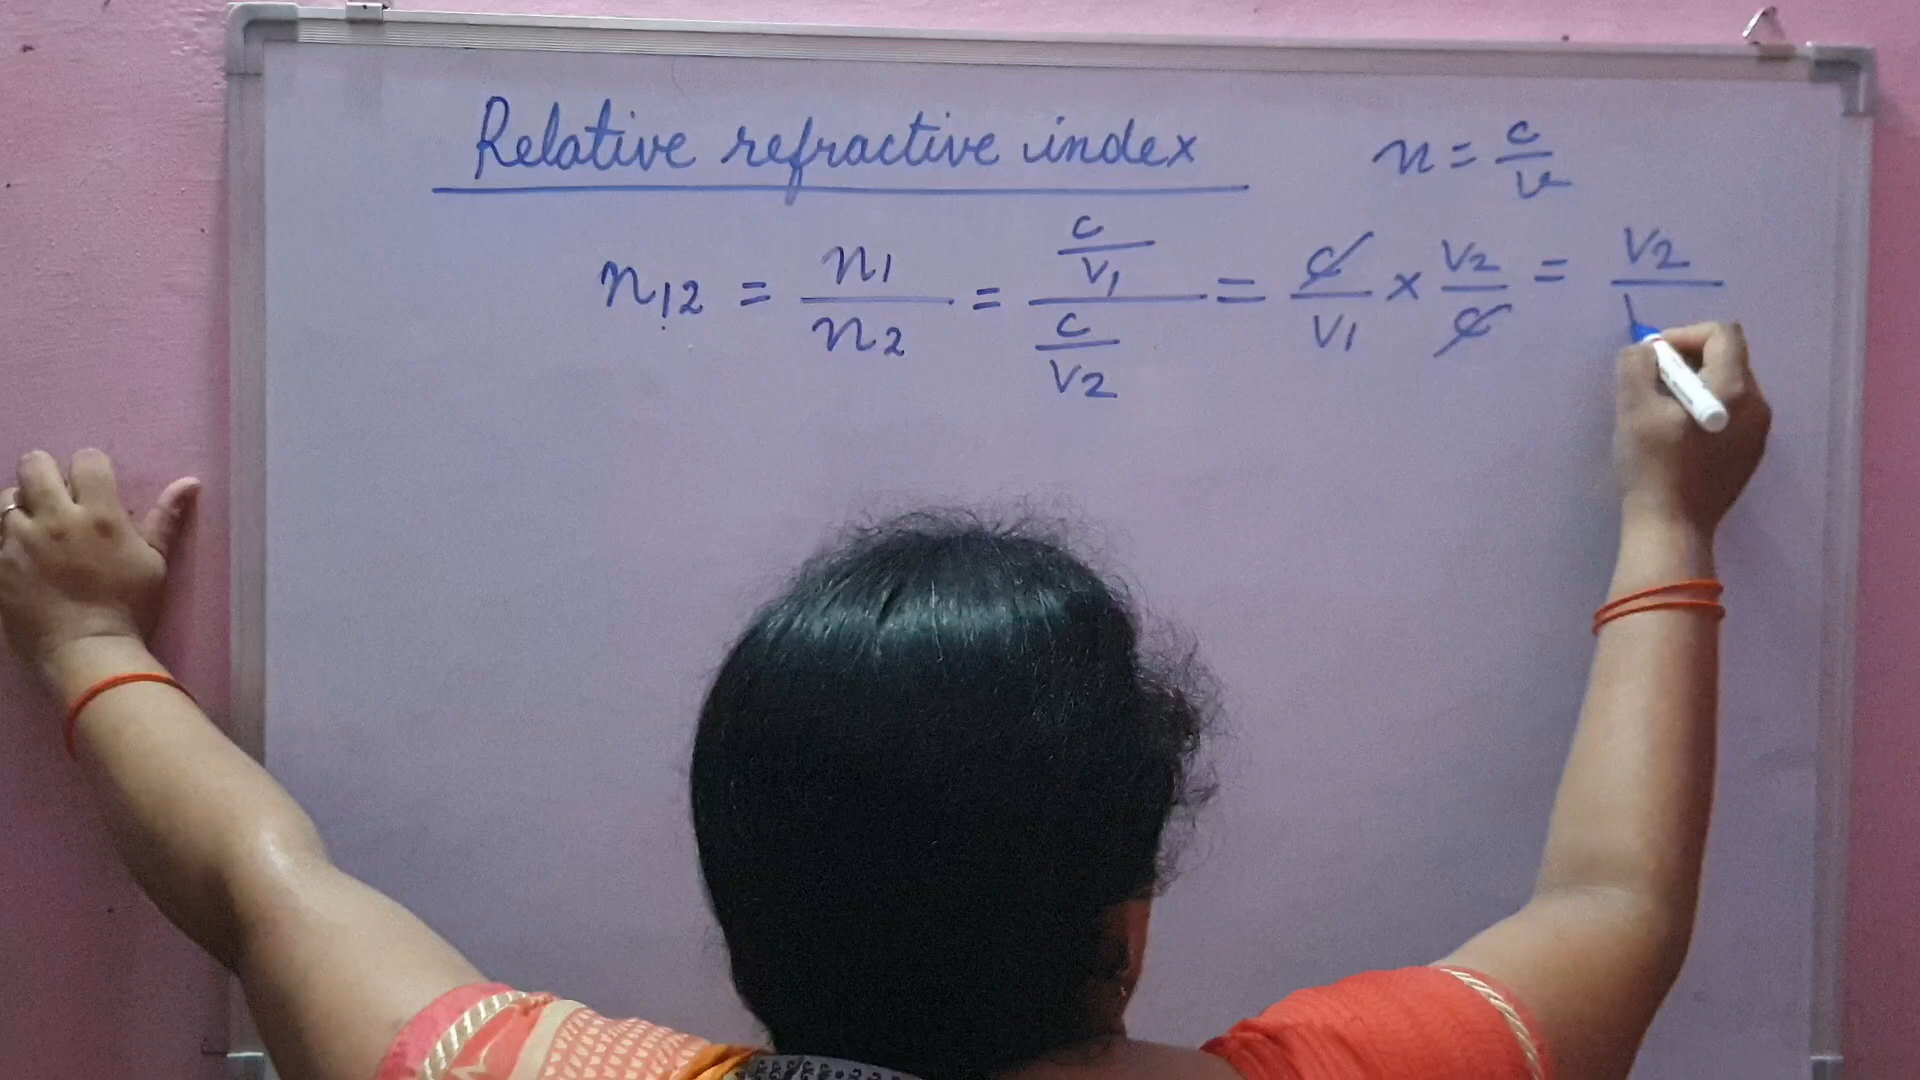 Relative refractive index
n = c/v
n12 = n1/n2 = (c/v1)/(c/v2) = c/v1 × v2/c = v2/